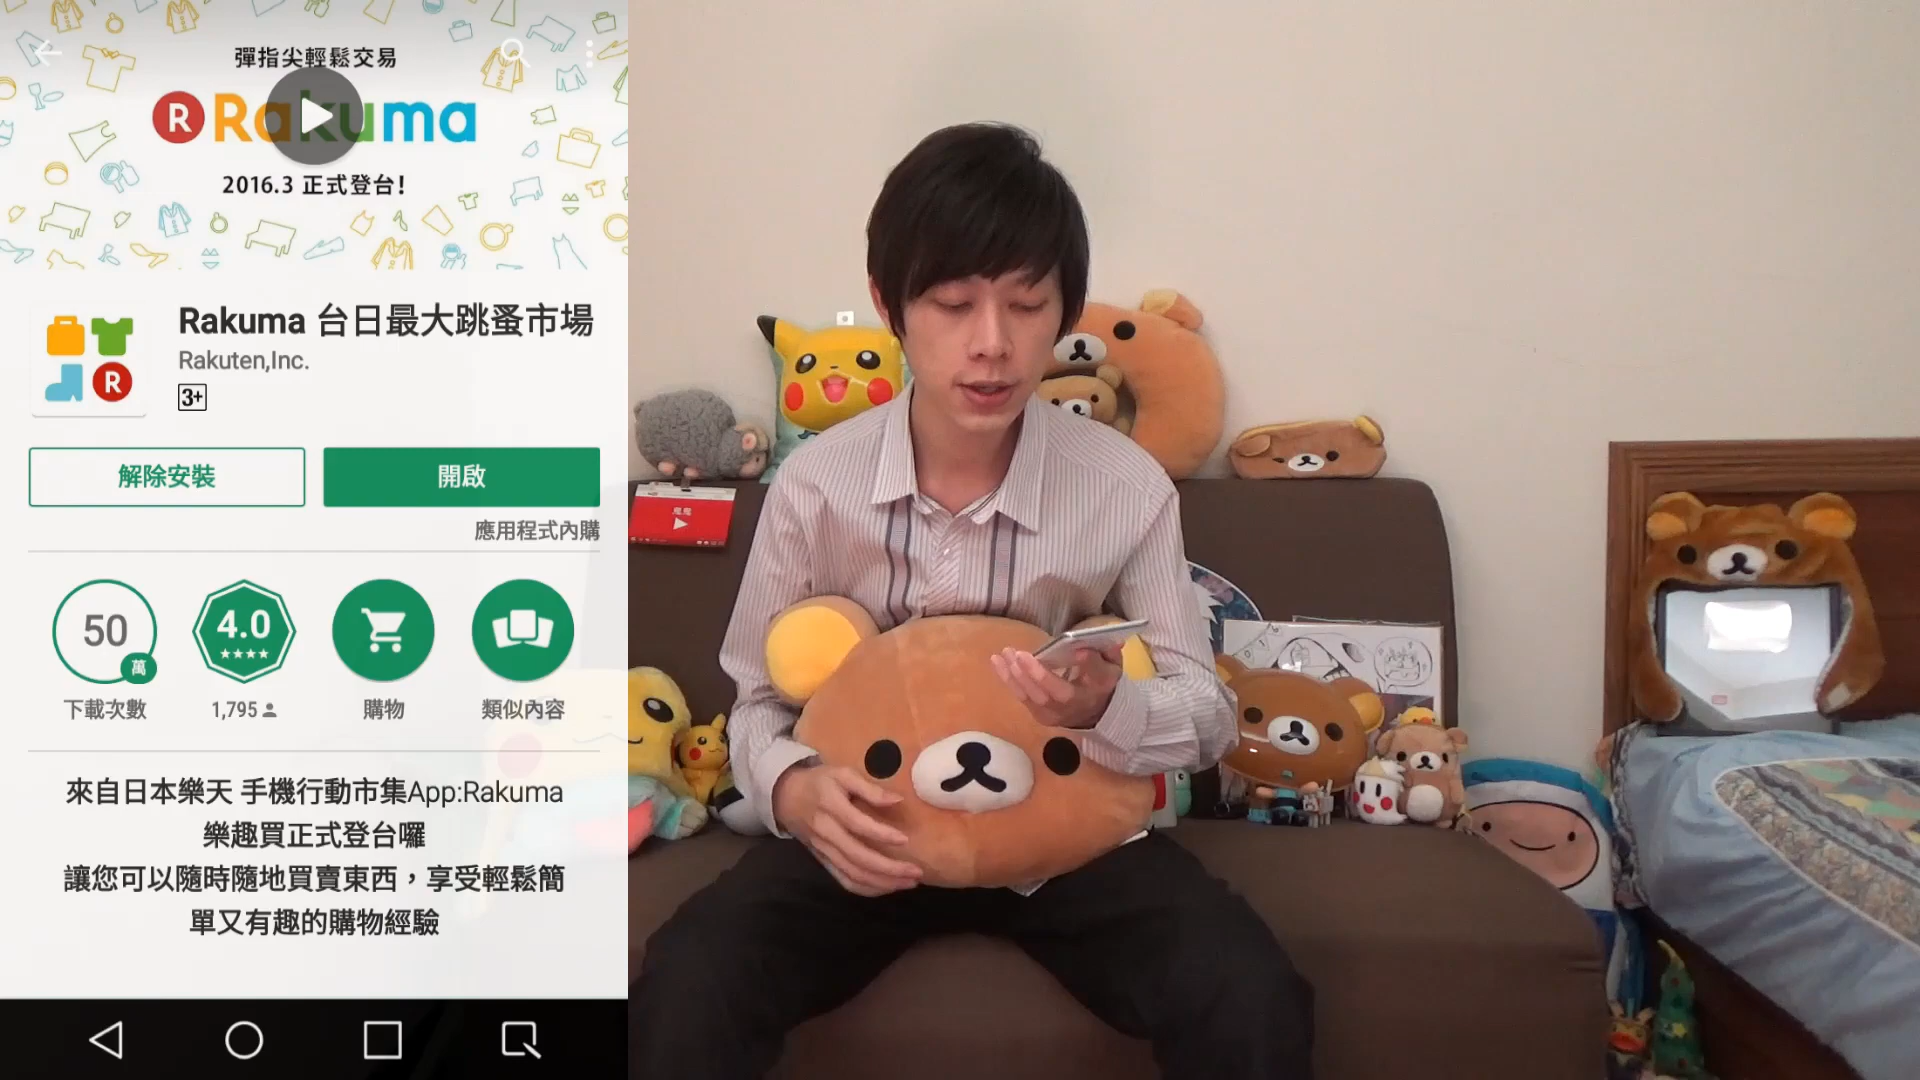 彈指尖輕鬆交易
R Rakuma
2016.3 正式登台!
Rakuma 台日最大跳蚤市場
Rakuten,Inc.
3+
R
解除安裝
開啟
應用程式內購
50
萬
4.0
下載次數
1,795
購物
類似內容
來自日本樂天 手機行動市集App:Rakuma
樂趣買正式登台囉
讓您可以隨時隨地買賣東西,享受輕鬆簡
單又有趣的購物經驗